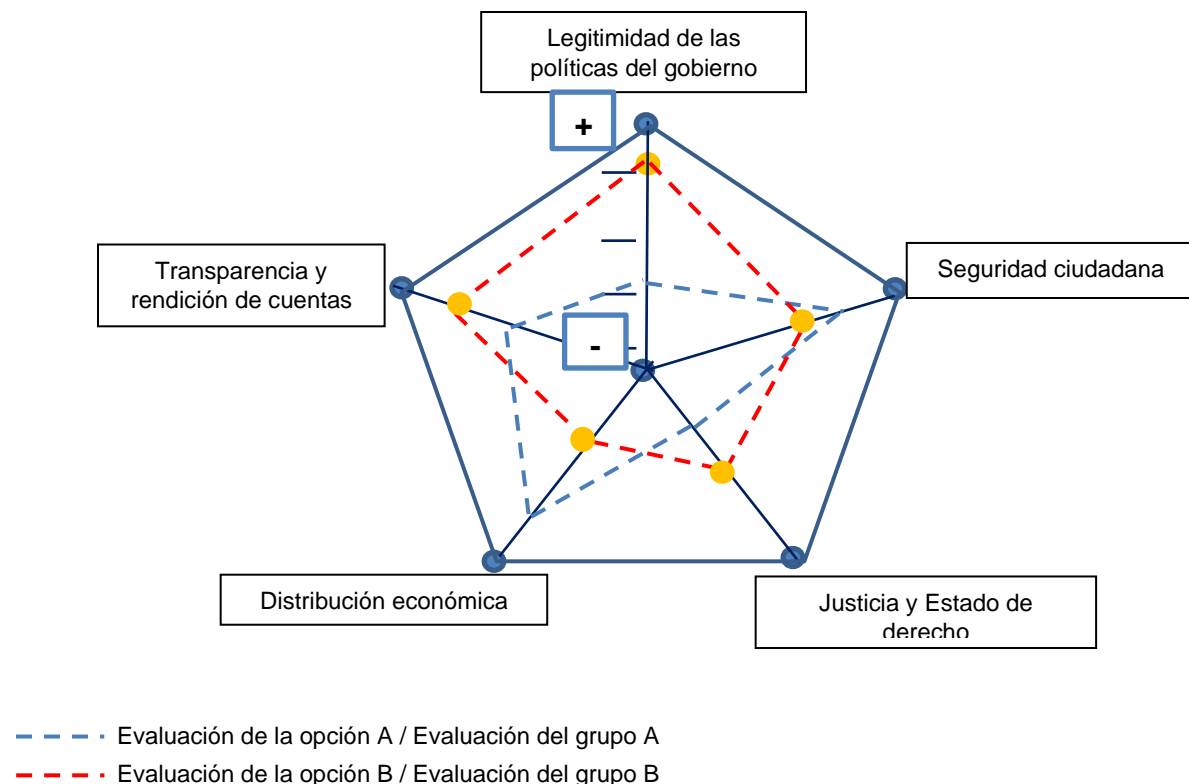 Legitimidad de las
políticas del gobierno
+
Transparencia y
rendición de cuentas
Seguridad ciudadana
-
Distribución económica
Justicia y Estado de
derecho
Evaluación de la opción A / Evaluación del grupo A
Evaluación de la opción B / Evaluación del grupo B